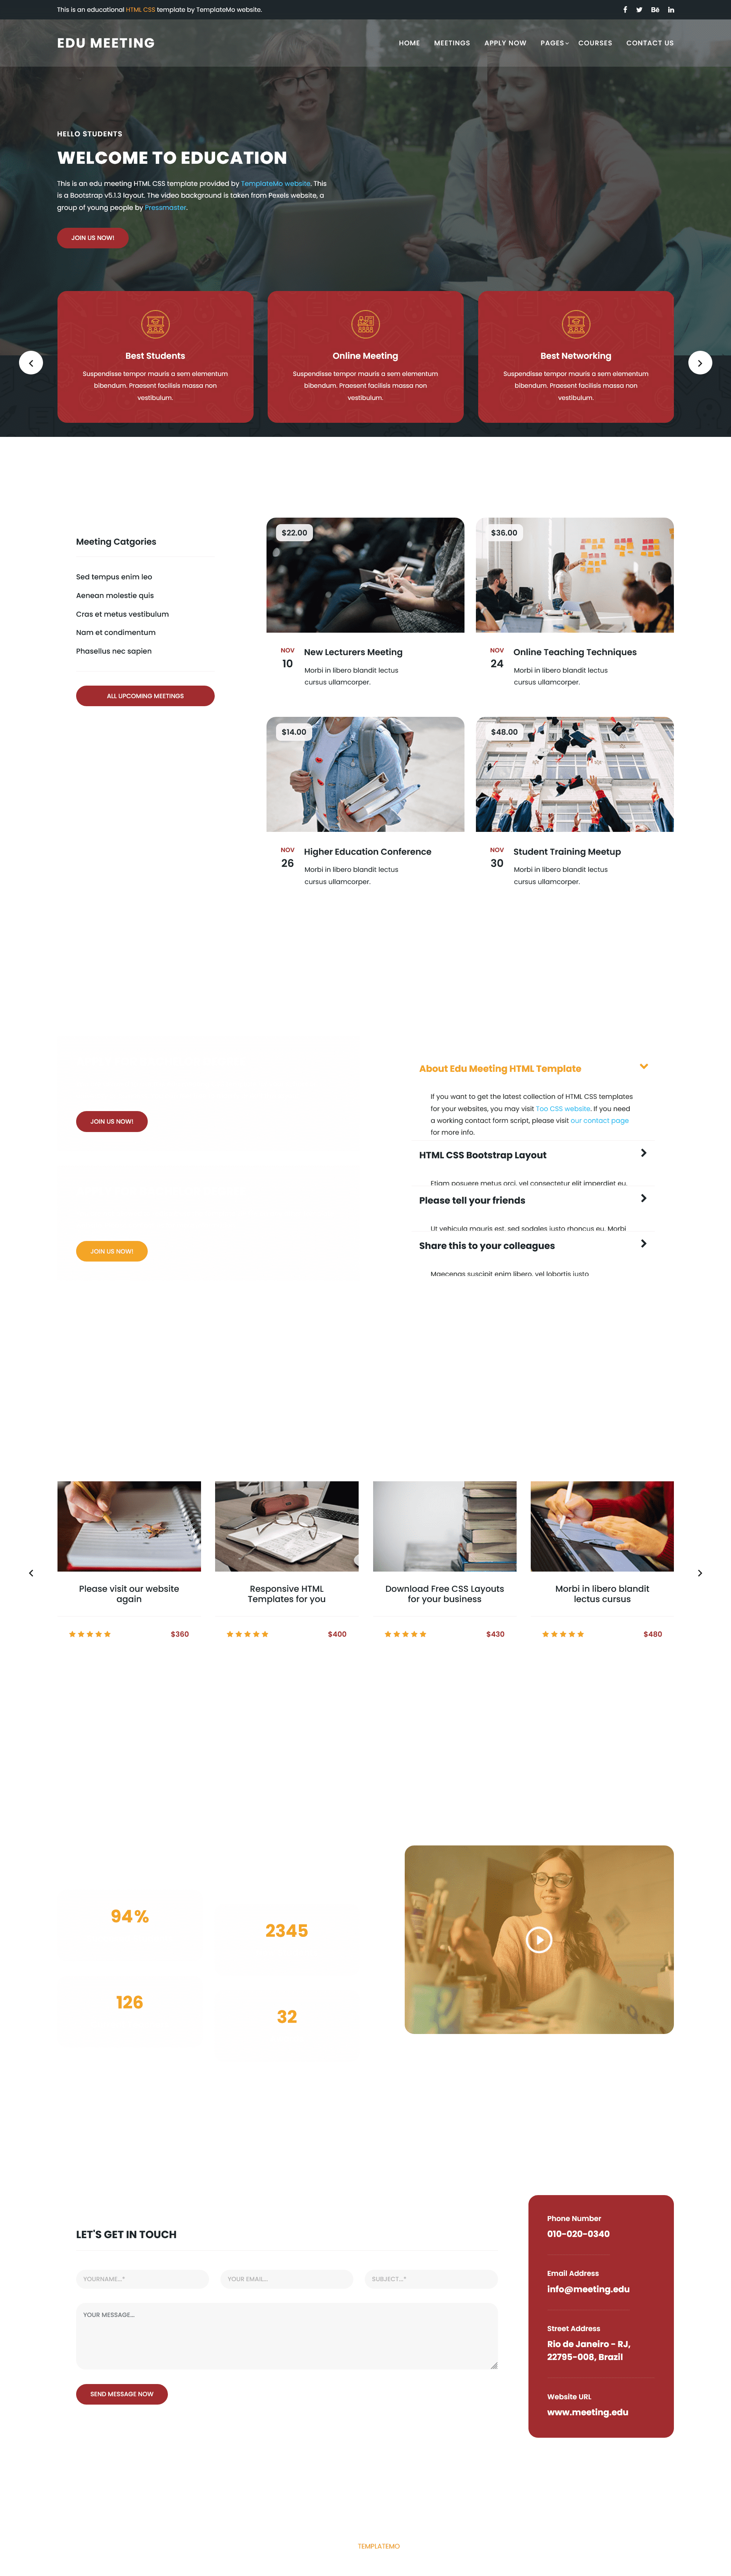 This is an educational HTML CSS template by TemplateMo website.
EDU MEETING
HOME
MEETINGS
APPLY NOW
PAGES
COURSES
CONTACT US
HELLO STUDENTS
WELCOME TO EDUCATION
This is an edu meeting HTML CSS template provided by TemplateMo website. This
is a Bootstrap v5.1.3 layout. The video background is taken from Pexels website, a
group of young people by Pressmaster.
JOIN US NOW!
Best Students
Suspendisse tempor mauris a sem elementum
bibendum. Praesent facilisis massa non
vestibulum.
Online Meeting
Suspendisse tempor mauris a sem elementum
bibendum. Praesent facilisis massa non
vestibulum.
Best Networking
Suspendisse tempor mauris a sem elementum
bibendum. Praesent facilisis massa non
vestibulum.
Meeting Catgories
Sed tempus enim leo
Aenean molestie quis
Cras et metus vestibulum
Nam et condimentum
Phasellus nec sapien
ALL UPCOMING MEETINGS
$22.00
NOV
10
New Lecturers Meeting
Morbi in libero blandit lectus
cursus ullamcorper.
$36.00
NOV
24
Online Teaching Techniques
Morbi in libero blandit lectus
cursus ullamcorper.
$14.00
NOV
26
Higher Education Conference
Morbi in libero blandit lectus
cursus ullamcorper.
$48.00
NOV
30
Student Training Meetup
Morbi in libero blandit lectus
cursus ullamcorper.
JOIN US NOW!
JOIN US NOW!
About Edu Meeting HTML Template
If you want to get the latest collection of HTML CSS templates
for your websites, you may visit Too CSS website. If you need
a working contact form script, please visit our contact page
for more info.
HTML CSS Bootstrap Layout
Etiam posuere metus orci, vel consectetur elit imperdiet eu.
Please tell your friends
Ut vehicula mauris est, sed sodales justo rhoncus eu. Morbi
Share this to your colleagues
Maecenas suscipit enim libero, vel lobortis justo
Please visit our website
again
$360
Responsive HTML
Templates for you
$400
Download Free CSS Layouts
for your business
$430
Morbi in libero blandit
lectus cursus
$480
94%
2345
126
32
LET'S GET IN TOUCH
YOURNAME...*
YOUR EMAIL...
SUBJECT...*
YOUR MESSAGE...
SEND MESSAGE NOW
Phone Number
010-020-0340
Email Address
info@meeting.edu
Street Address
Rio de Janeiro - RJ,
22795-008, Brazil
Website URL
www.meeting.edu
TEMPLATEMO